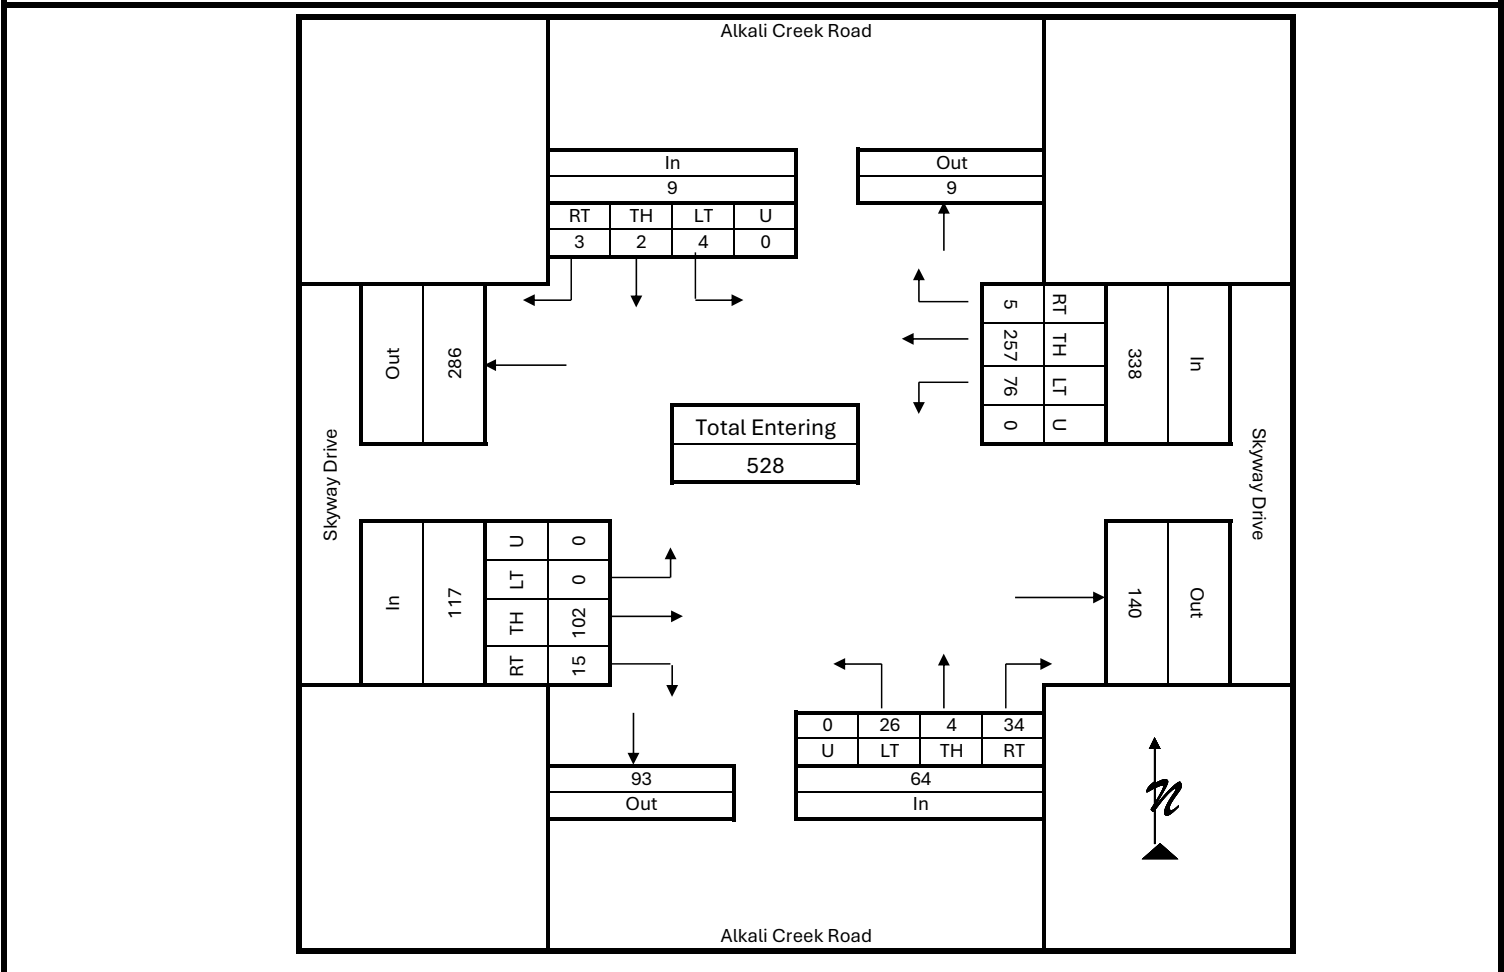 Alkali Creek Road
In
9
RT TH LT U
3 2 4 0
Out
9
Out
286
5 RT
257 TH
76 LT
0 U
338
In
Total Entering
528
Skyway Drive
Skyway Drive
In
117
U 0
LT 0
TH 102
RT 15
140
Out
0 26 4 34
U LT TH RT
64
In
93
Out
N
Alkali Creek Road